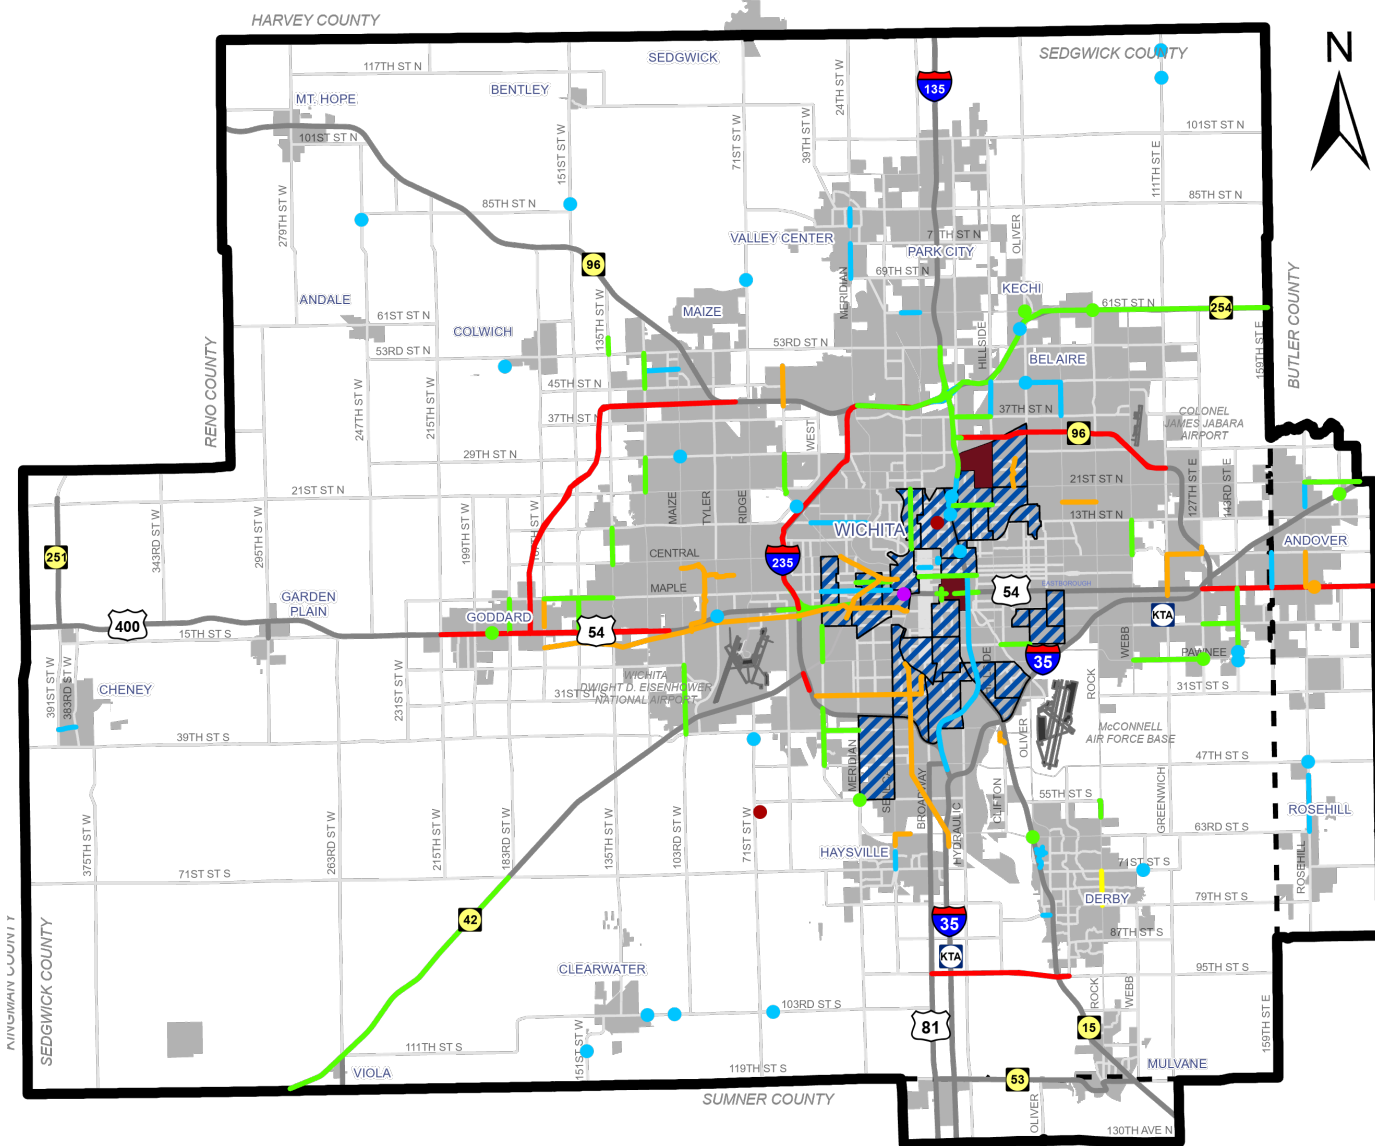 HARVEY COUNTY
SEDGWICK
SEDGWICK COUNTY
N
117TH ST N
BENTLEY
24TH ST W
135
MT. HOPE
101ST ST N
101ST ST N
151ST ST W
71ST ST W
39TH ST W
111TH ST E
279TH ST W
85TH ST N
85TH ST N
OLIVER
VALLEY CENTER
PARK CITY
96
69TH ST N
MERIDIAN
KECHI
BUTLER COUNTY
ANDALE
61ST ST N
COLWICH
135TH ST W
MAIZE
61ST ST N
254
53RD ST N
53RD ST N
HILLSIDE
BEL AIRE
159TH ST E
RENO COUNTY
247TH ST W
215TH ST W
45TH ST N
37TH ST N
WEST
37TH ST N
96
COLONEL
JAMES JABARA
AIRPORT
29TH ST N
21ST ST N
21ST ST N
127TH ST E
143RD ST E
13TH ST N
MAIZE
TYLER
RIDGE
WICHITA
343RD ST W
295TH ST W
199TH ST W
CENTRAL
MAPLE
235
ANDOVER
251
EASTBOROUGH
54
KTA
GARDEN
PLAIN
GODDARD
400
15TH ST S
54
35
WEBB
PAWNEE
HILLSIDE
391ST ST W
383RD ST W
CHENEY
231ST ST W
31ST ST S
WICHITA
DWIGHT D. EISENHOWER
NATIONAL AIRPORT
ROCK
31ST ST S
39TH ST S
OLIVER
McCONNELL
AIR FORCE BASE
47TH ST S
MERIDIAN
SENECA
BROADWAY
HYDRAULIC
CLIFTON
55TH ST S
GREENWICH
ROSEHILL
375TH ST W
263RD ST W
215TH ST W
183RD ST W
135TH ST W
103RD ST W
71ST ST W
63RD ST S
HAYSVILLE
71ST ST S
71ST ST S
ROSEHILL
DERBY
79TH ST S
42
35
87TH ST S
KINGMAN COUNTY
SEDGWICK COUNTY
KTA
CLEARWATER
95TH ST S
ROCK
WEBB
103RD ST S
81
15
111TH ST S
151ST ST W
159TH ST E
VIOLA
119TH ST S
MULVANE
53
SUMNER COUNTY
OLIVER
130TH AVE N